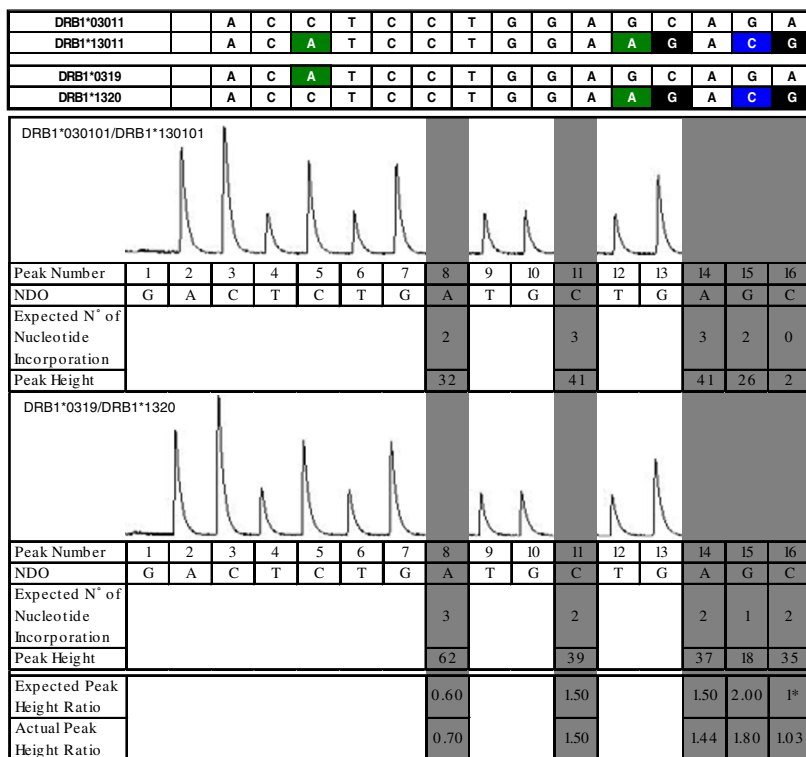 DRB1*03011 A C C T C C T G G A G C A G A
DRB1*13011 A C A T C C T G G A A G A C G
DRB1*0319 A C A T C C T G G A G C A G A
DRB1*1320 A C C T C C T G G A A G A C G
DRB1*030101/DRB1*130101
Peak Number 1 2 3 4 5 6 7 8 9 10 11 12 13 14 15 16
NDO G A C T C T G A T G C T G A G C
Expected N° of
Nucleotide 2 3 3 2 0
Incorporation
Peak Height 32 41 41 26 2
DRB1*0319/DRB1*1320
Peak Number 1 2 3 4 5 6 7 8 9 10 11 12 13 14 15 16
NDO G A C T C T G A T G C T G A G C
Expected N° of
Nucleotide 3 2 2 1 2
Incorporation
Peak Height 62 39 37 18 35
Expected Peak
Height Ratio 0.60 1.50 1.50 2.00 1*
Actual Peak
Height Ratio 0.70 1.50 1.44 1.80 1.03